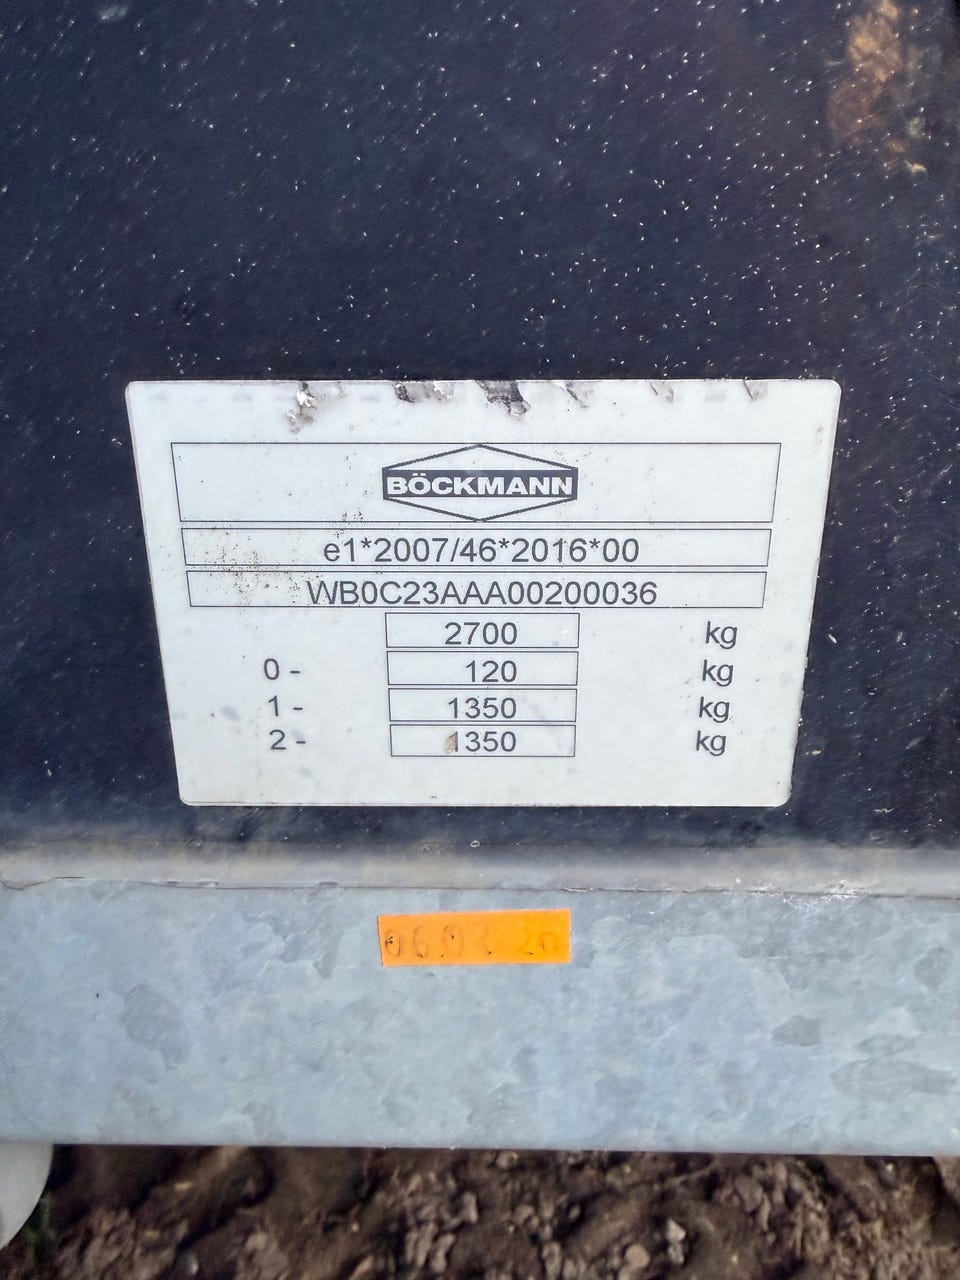 BÖCKMANN
e1*2007/46*2016*00
WB0C23AAA00200036
2700 kg
0 - 120 kg
1 - 1350 kg
2 - 1350 kg